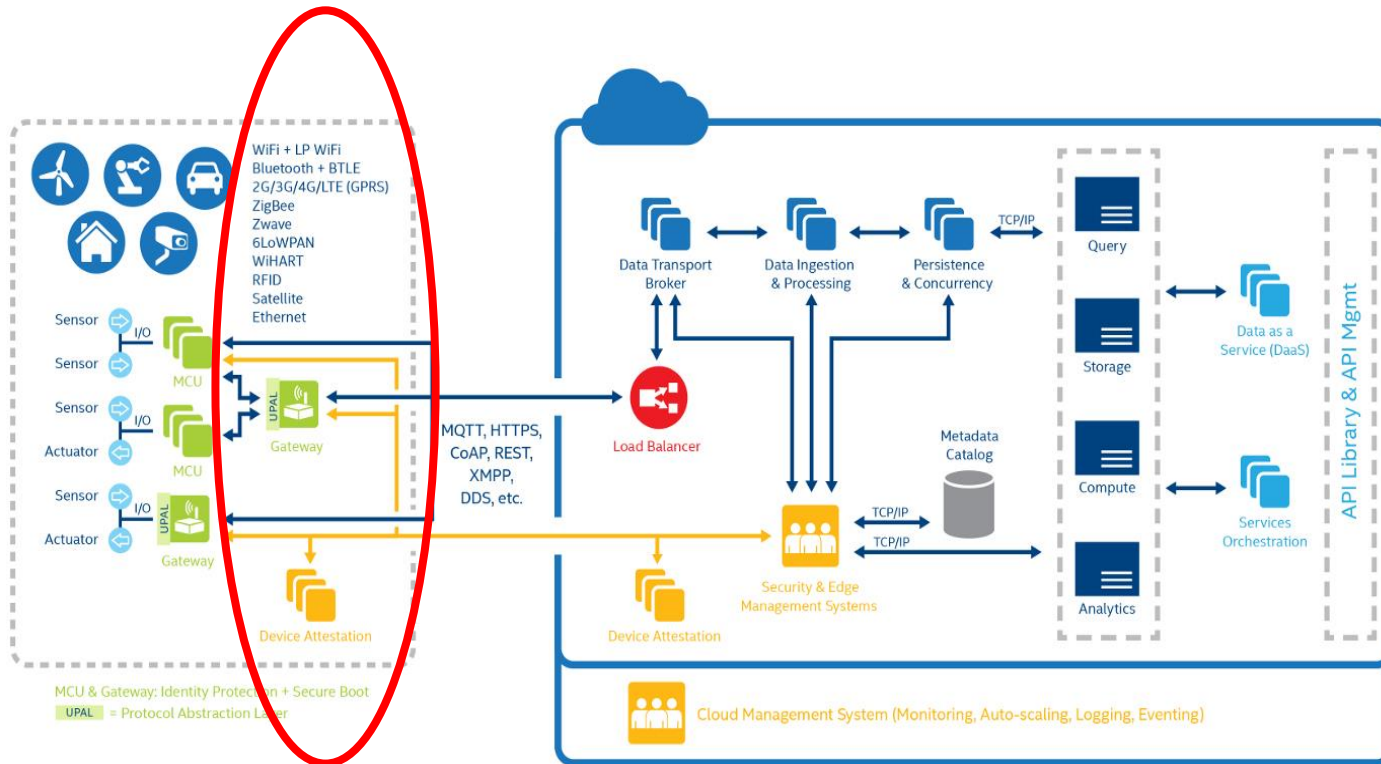 WiFi + LP WiFi
Bluetooth + BTLE
2G/3G/4G/LTE (GPRS)
ZigBee
Zwave
6LoWPAN
WiHART
RFID
Satellite
Ethernet
Sensor
I/O
Sensor
MCU
Sensor
I/O
Actuator
MCU
UPAL
Gateway
Sensor
I/O
Actuator
UPAL
Gateway
Device Attestation
MQTT, HTTPS,
CoAP, REST,
XMPP,
DDS, etc.
MCU & Gateway: Identity Protection + Secure Boot
UPAL = Protocol Abstraction Layer
Data Transport
Broker
Data Ingestion
& Processing
Persistence
& Concurrency
TCP/IP
Load Balancer
Metadata
Catalog
TCP/IP
TCP/IP
Security & Edge
Management Systems
Device Attestation
Query
Storage
Compute
Analytics
Data as a
Service (DaaS)
Services
Orchestration
API Library & API Mgmt
Cloud Management System (Monitoring, Auto-scaling, Logging, Eventing)